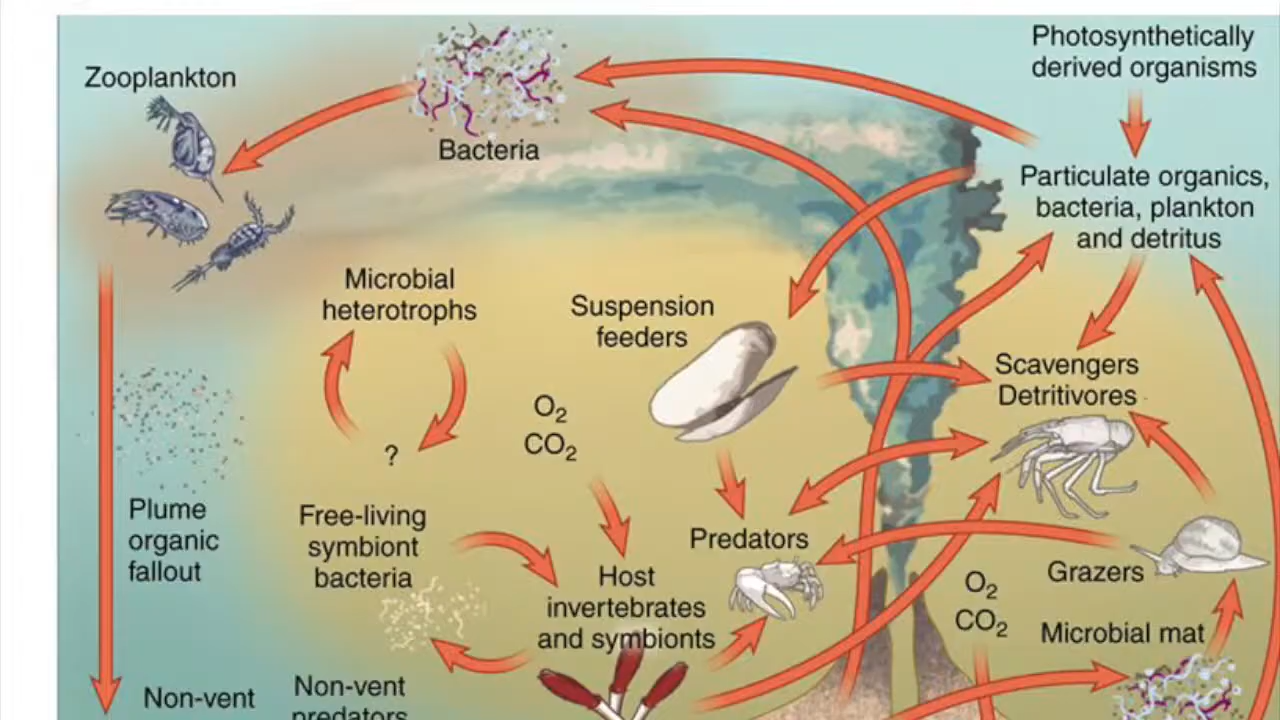 Photosynthetically
derived organisms
Zooplankton
Bacteria
Particulate organics,
bacteria, plankton
and detritus
Microbial
heterotrophs
Suspension
feeders
Scavengers
Detritivores
O2
CO2
?
Plume
organic
fallout
Free-living
symbiont
bacteria
Predators
Host
invertebrates
and symbionts
Grazers
O2
CO2
Microbial mat
Non-vent
Non-vent
predators